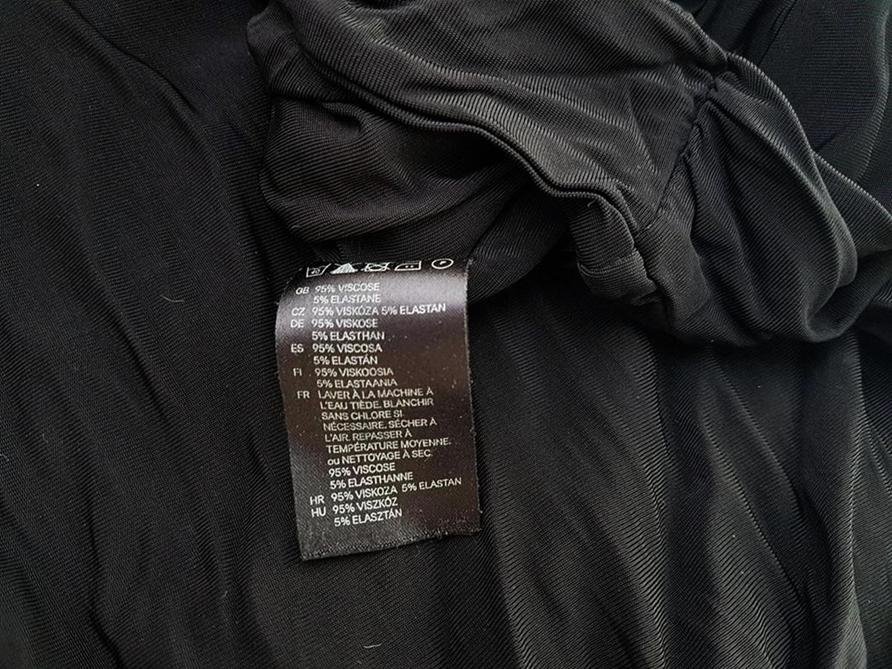 GB 95% VISCOSE
5% ELASTANE
CZ 95% VISKÓZA 5% ELASTAN
DE 95% VISKOSE
5% ELASTHAN
ES 95% VISCOSA
5% ELASTÁN
FI 95% VISKOOSIA
5% ELASTAANIA
FR LAVER À LA MACHINE À
L'EAU TIÈDE, BLANCHIR
SANS CHLORE SI
NÉCESSAIRE, SÉCHER À
L'AIR. REPASSER À
TEMPÉRATURE MOYENNE.
ou NETTOYAGE À SEC.
95% VISCOSE
5% ELASTHANNE
HR 95% VISKOZA 5% ELASTAN
HU 95% VISZKÓZ
5% ELASZTÁN